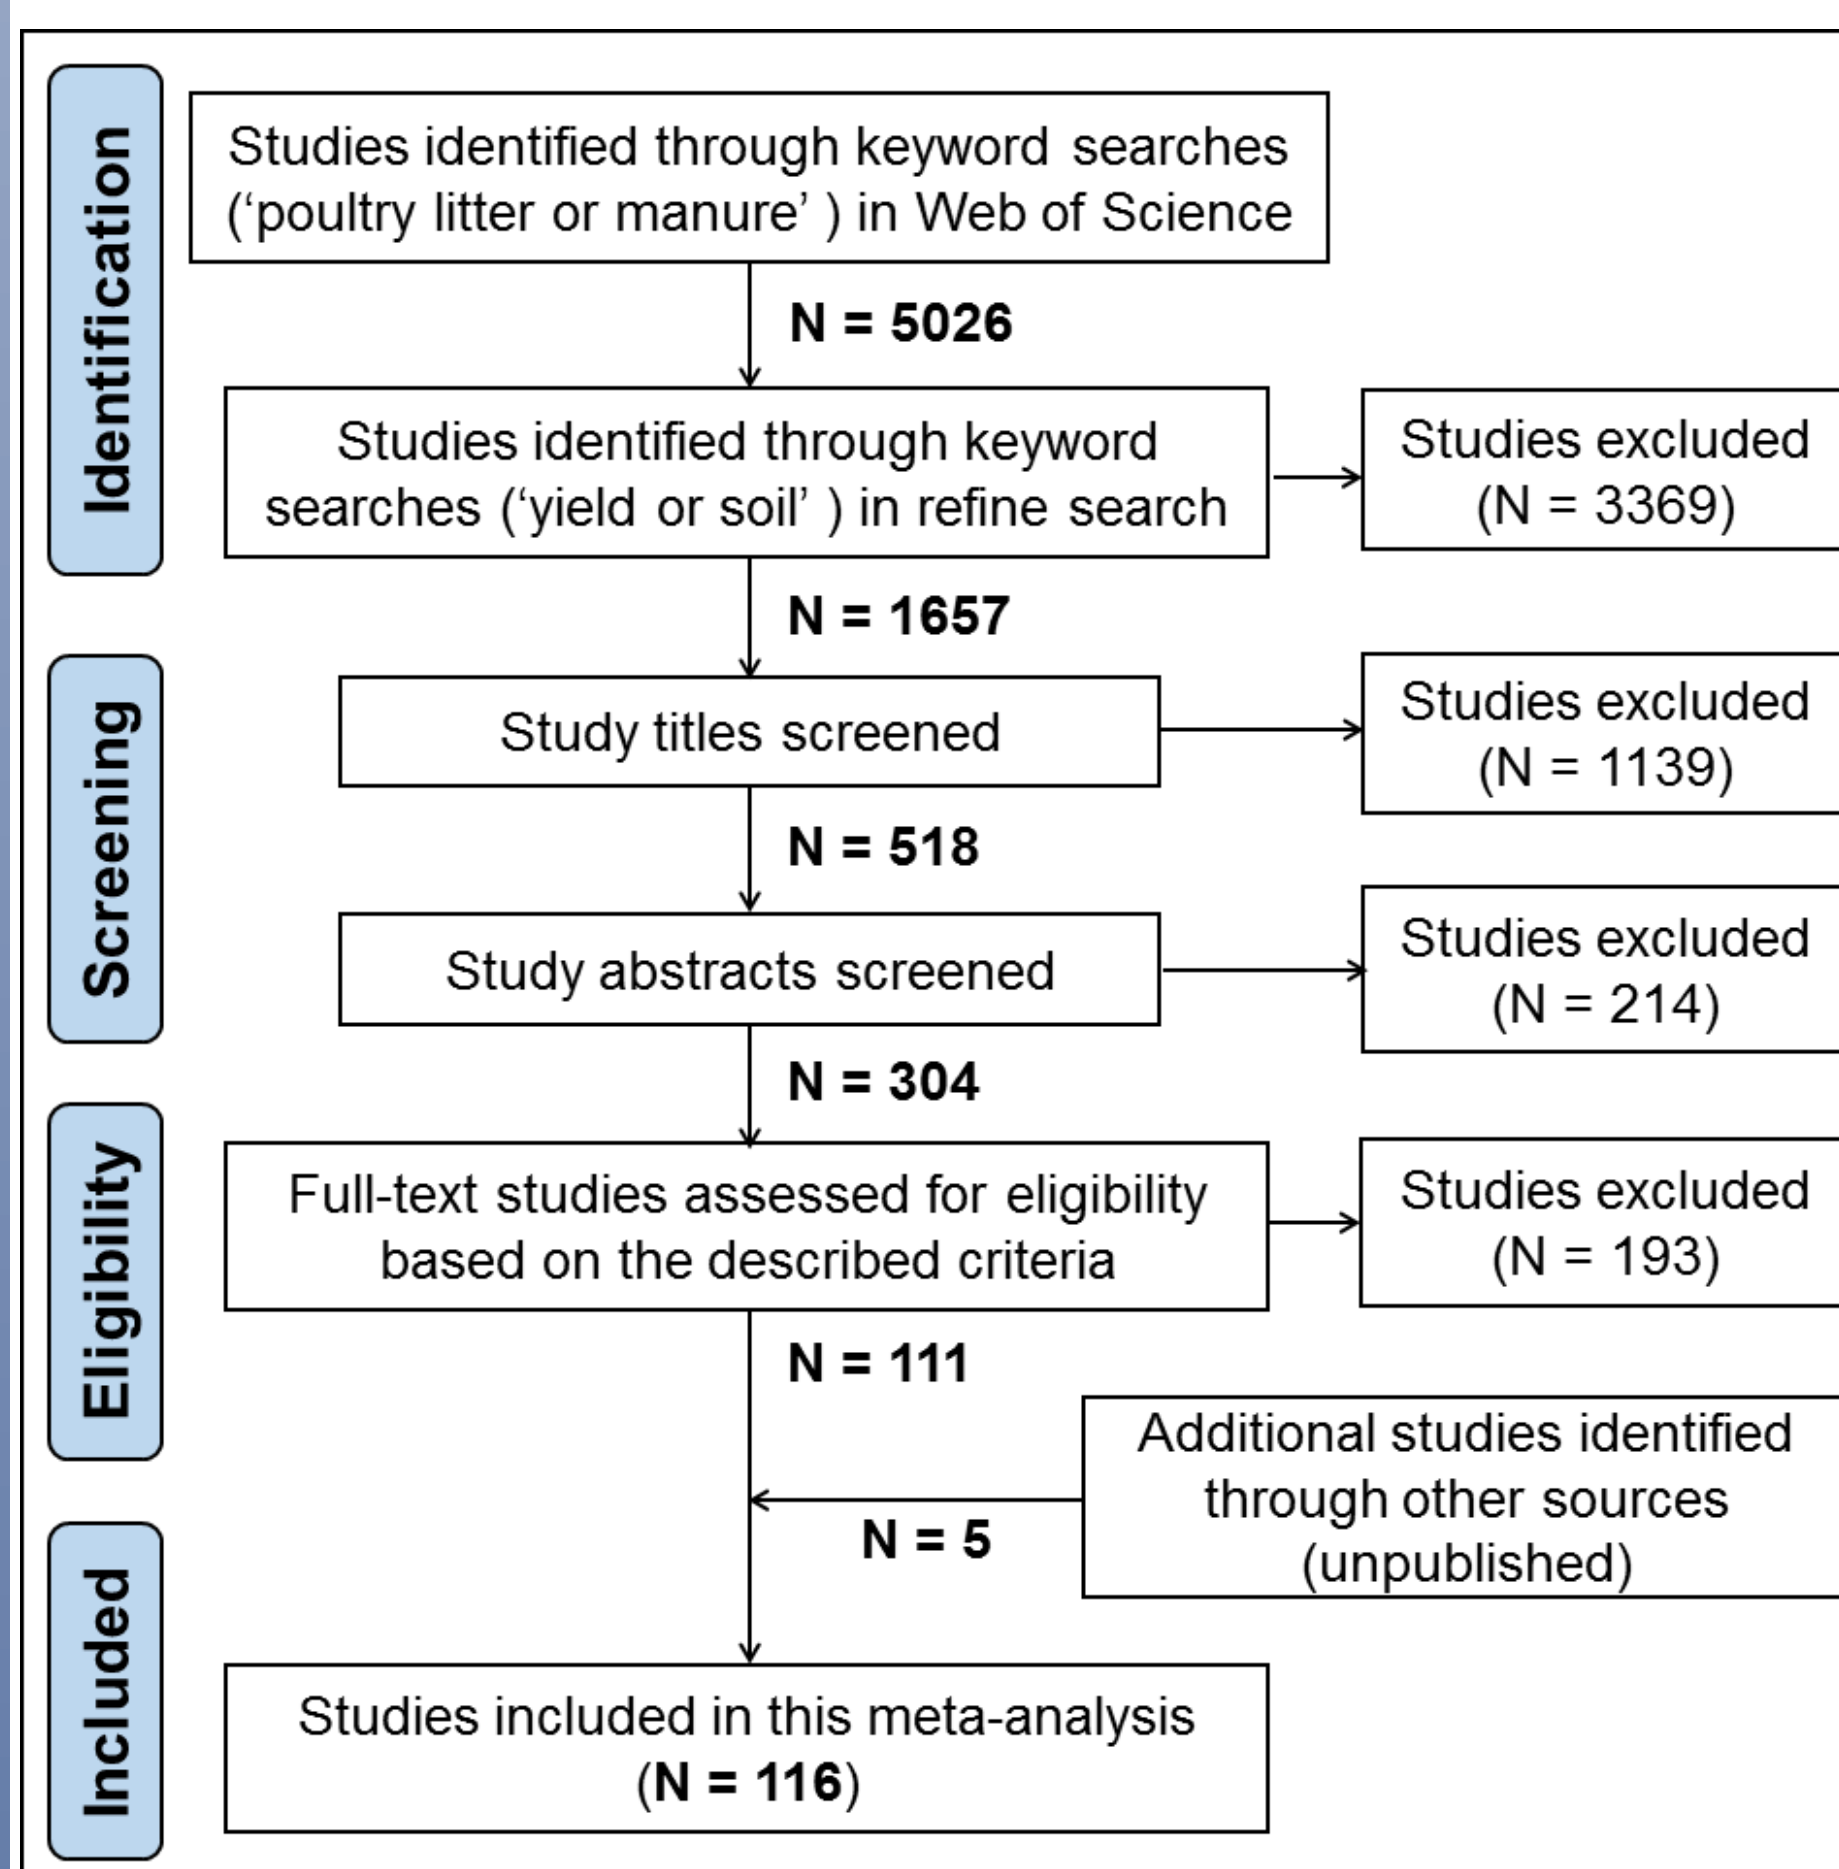 Identification
Studies identified through keyword searches
(‘poultry litter or manure’ ) in Web of Science
N = 5026
Studies identified through keyword
searches (‘yield or soil’ ) in refine search
Studies excluded
(N = 3369)
N = 1657
Screening
Study titles screened
Studies excluded
(N = 1139)
N = 518
Study abstracts screened
Studies excluded
(N = 214)
N = 304
Eligibility
Full-text studies assessed for eligibility
based on the described criteria
Studies excluded
(N = 193)
N = 111
Additional studies identified
through other sources
(unpublished)
N = 5
Included
Studies included in this meta-analysis
(N = 116)